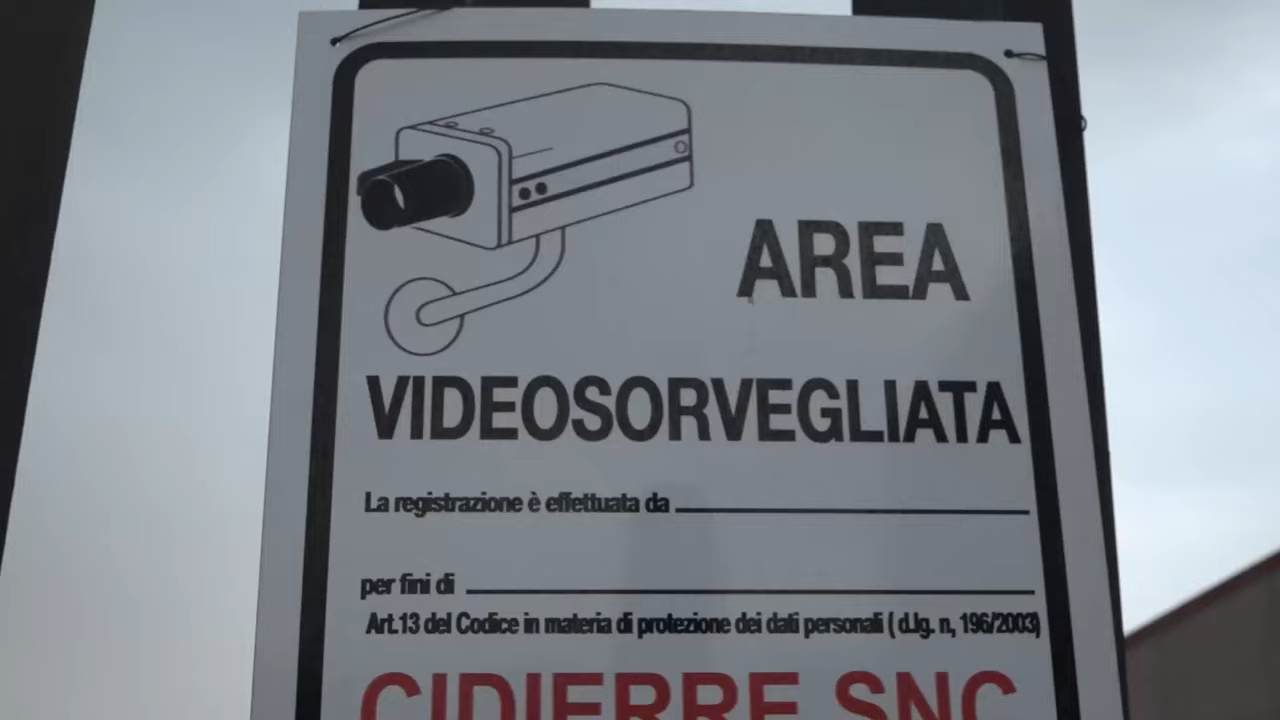 AREA
VIDEOSORVEGLIATA
La registrazione è effettuata da
per fini di
Art.13 del Codice in materia di protezione dei dati personali ( d.lg. n, 196/2003)
CIDIERRE SNC